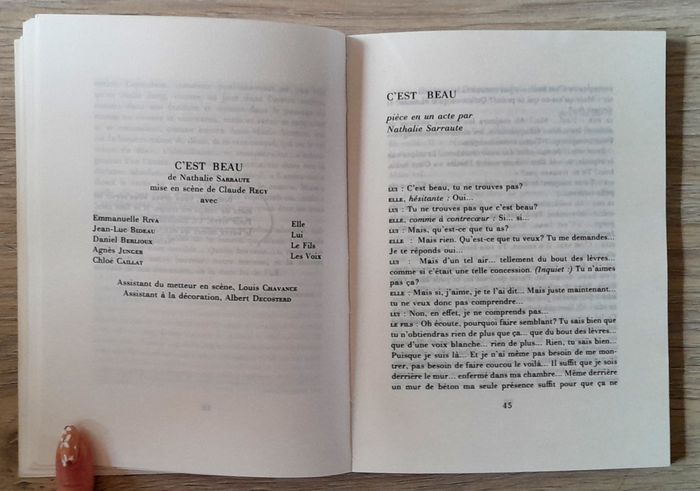 C'EST BEAU
de Nathalie SARRAUTE
mise en scène de Claude REGY
avec
Emmanuelle RIVA Elle
Jean-Luc BIDEAU Lui
Daniel BERLIOUX Le Fils
Agnès JUNGER Les Voix
Chloé CAILLAT
Assistant du metteur en scène, Louis CHAVANCE
Assistant à la décoration, Albert DECOSTERD
C'EST BEAU
pièce en un acte par
Nathalie Sarraute
LUI : C'est beau, tu ne trouves pas?
ELLE, hésitante : Oui...
LUI : Tu ne trouves pas que c'est beau?
ELLE, comme à contrecœur : Si... si...
LUI : Mais, qu'est-ce que tu as?
ELLE : Mais rien. Qu'est-ce que tu veux? Tu me demandes...
Je te réponds oui...
LUI : Mais d'un tel air... tellement du bout des lèvres...
comme si c'était une telle concession. (Inquiet :) Tu n'aimes
pas ça?
ELLE : Mais si, j'aime, je te l'ai dit... Mais juste maintenant...
tu ne veux donc pas comprendre...
LUI : Non, en effet, je ne comprends pas...
LE FILS : Oh écoute, pourquoi faire semblant? Tu sais bien que
tu n'obtiendras rien de plus que ça... que du bout des lèvres...
que d'une voix blanche... rien de plus... Rien, tu sais bien...
Puisque je suis là... Et je n'ai même pas besoin de me mon-
trer, pas besoin de faire coucou le voilà... Il suffit que je sois
derrière le mur... enfermé dans ma chambre... Même derrière
un mur de béton ma seule présence suffit pour que ça ne
45